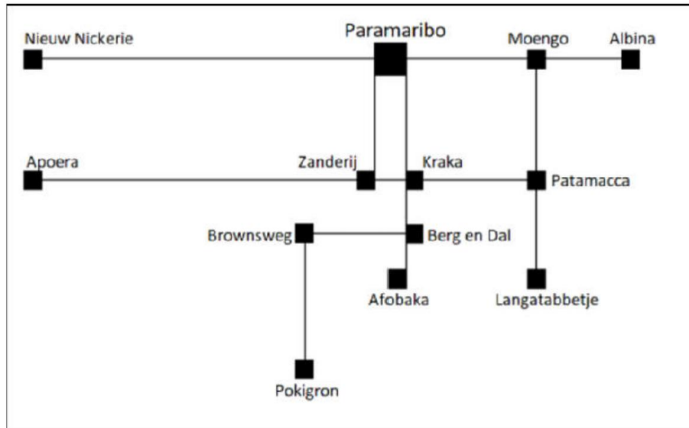 Paramaribo
Nieuw Nickerie
Moengo
Albina
Apoera
Zanderij
Kraka
Patamacca
Brownsweg
Berg en Dal
Afobaka
Langatabbetje
Pokigron